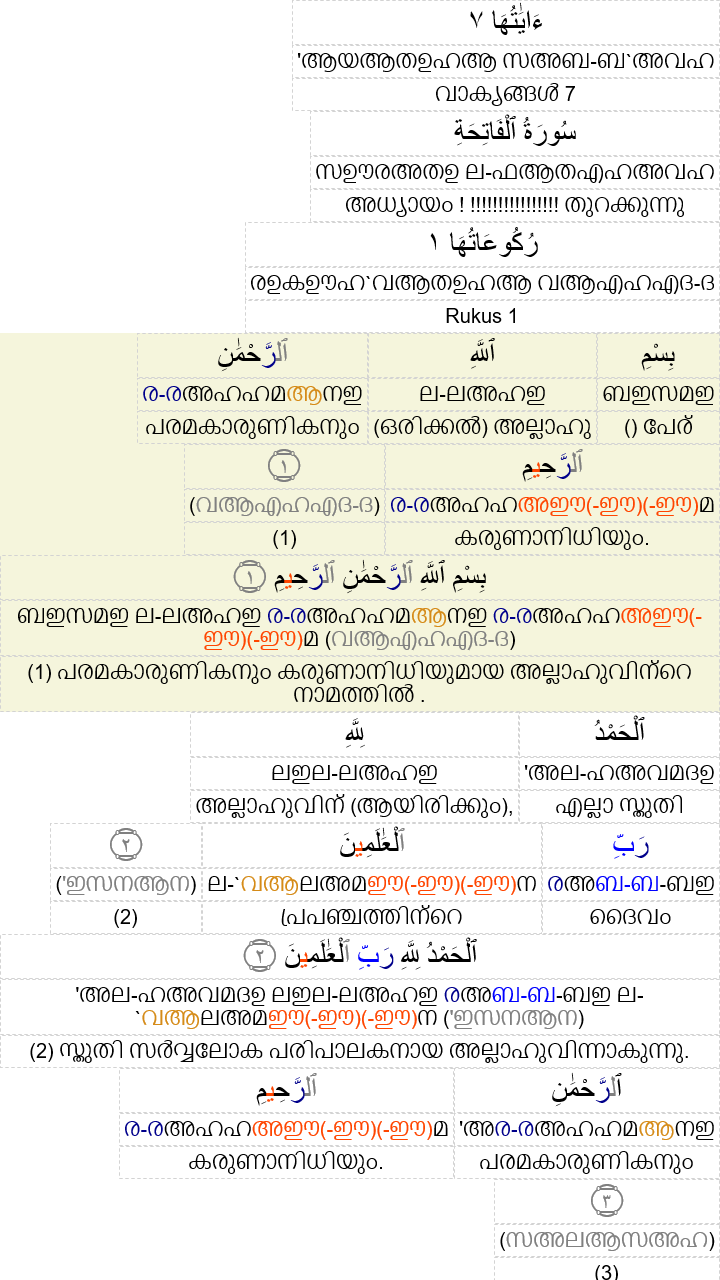 ءَايَٰتُهَا ٧
'ആയആതഉഹആ സഅബ-ബ`അവഹ
വാക്യങ്ങൾ 7
سُورَةُ ٱلْفَاتِحَةِ
സഊരഅതഉ ല-ഫആതഎഹഅവഹ
അധ്യായം ! !!!!!!!!!!!!!!!! തുറക്കുന്നു
رُكُوعَاتُهَا ١
രഉകഊഹ`വആതഉഹആ വആഎഹഎദ-ദ
Rukus 1
بِسْمِ ٱللَّهِ ٱلرَّحْمَٰنِ
ബഇസമഇ ല-ലഅഹഇ ര-രഅഹഹമആനഇ
() പേര് (ഒരിക്കൽ) അല്ലാഹു പരമകാരുണികനും
ٱلرَّحِيمِ ١
ര-രഅഹഹഅഈ(-ഈ)(-ഈ)മ (വആഎഹഎദ-ദ)
കരുണാനിധിയും. (1)
بِسْمِ ٱللَّهِ ٱلرَّحْمَٰنِ ٱلرَّحِيمِ ١
ബഇസമഇ ല-ലഅഹഇ ര-രഅഹഹമആനഇ ര-രഅഹഹഅഈ(-
ഈ)(-ഈ)മ (വആഎഹഎദ-ദ)
(1) പരമകാരുണികനും കരുണാനിധിയുമായ അല്ലാഹുവിന്റെ
നാമത്തിൽ .
ٱلْحَمْدُ لِلَّهِ
'അല-ഹഅവമദഉ ലഇല-ലഅഹഇ
എല്ലാ സ്തുതി അല്ലാഹുവിന് (ആയിരിക്കും),
رَبِّ ٱلْعَٰلَمِينَ ٢
രഅബ-ബ-ബഇ ല-`വആലഅമഈ(-ഈ)(-ഈ)ന ('ഇസനആന)
ദൈവം പ്രപഞ്ചത്തിന്റെ (2)
ٱلْحَمْدُ لِلَّهِ رَبِّ ٱلْعَٰلَمِينَ ٢
'അല-ഹഅവമദഉ ലഇല-ലഅഹഇ രഅബ-ബ-ബഇ ല-
`വആലഅമഈ(-ഈ)(-ഈ)ന ('ഇസനആന)
(2) സ്തുതി സർവ്വലോക പരിപാലകനായ അല്ലാഹുവിന്നാകുന്നു.
ٱلرَّحْمَٰنِ ٱلرَّحِيمِ
'അര-രഅഹഹമആനഇ ര-രഅഹഹഅഈ(-ഈ)(-ഈ)മ
പരമകാരുണികനും കരുണാനിധിയും.
٣
(സഅലആസഅഹ)
(3)